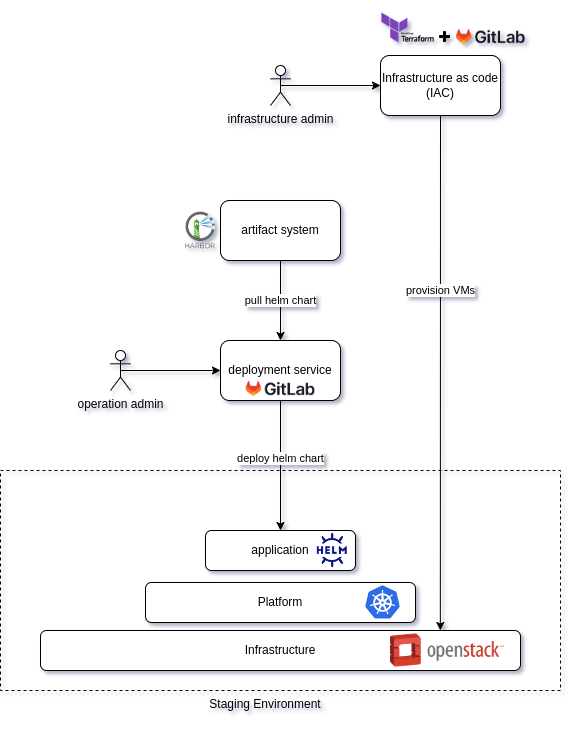 Terraform
GitLab
Infrastructure as code
(IAC)
infrastructure admin
HARBOR
artifact system
pull helm chart
provision VMs
deployment service
GitLab
operation admin
deploy helm chart
application
HELM
Platform
Infrastructure
openstack
Staging Environment